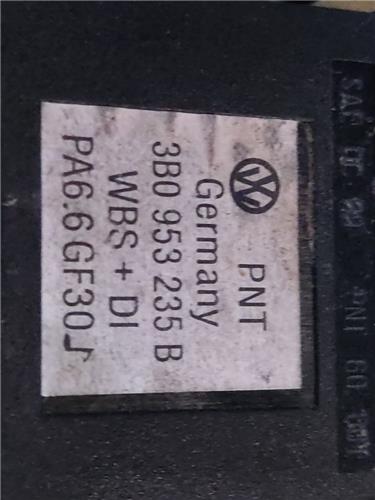 PNT
Germany
3B0 953 235 B
WBS + DI
PA6.6 GF30